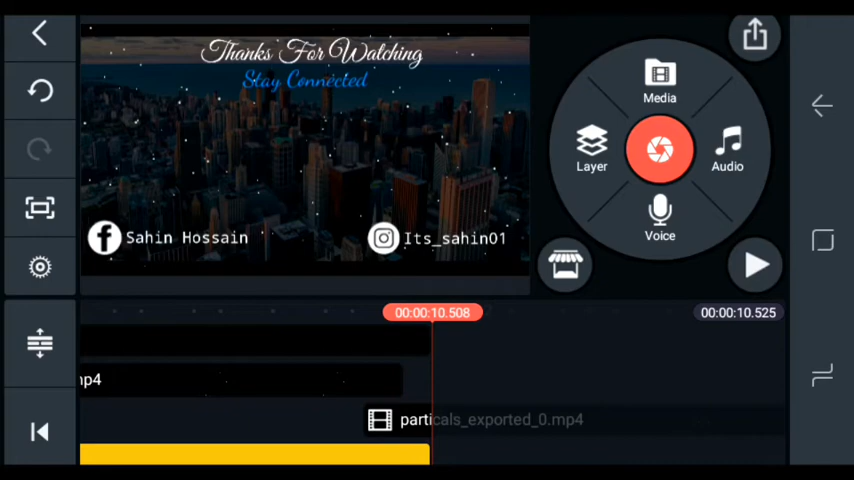 Thanks For Watching
Stay Connected
Sahin Hossain
Its_sahin01
Media
Layer
Audio
Voice
00:00:10.508
00:00:10.525
p4
particals_exported_0.mp4